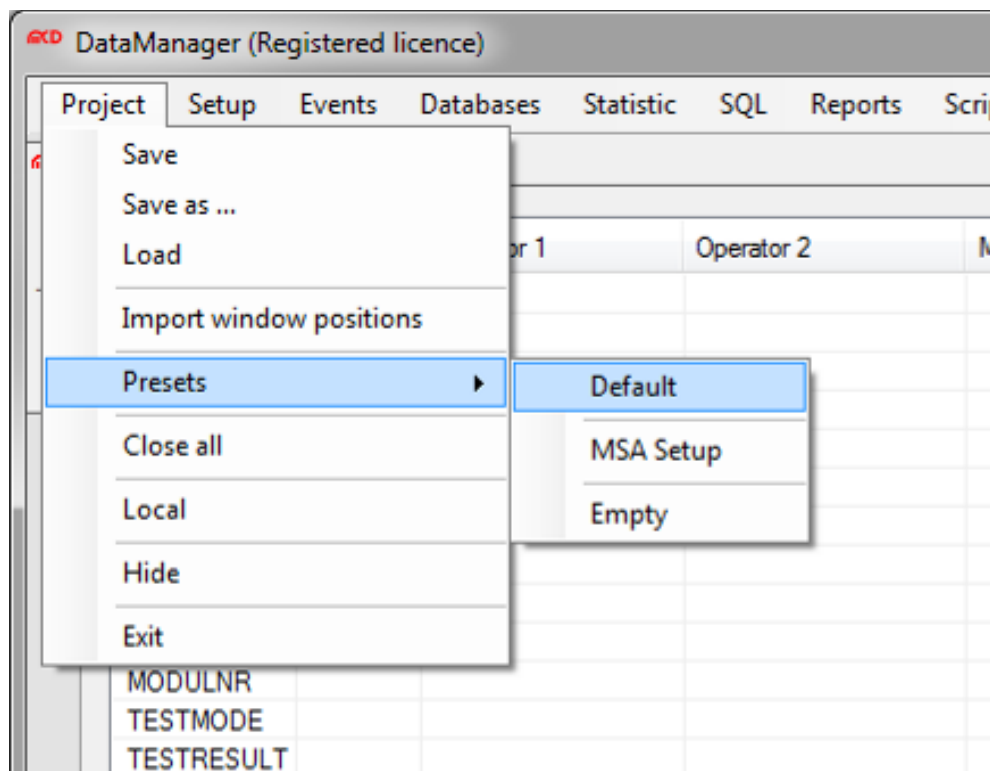 DataManager (Registered licence)
Project Setup Events Databases Statistic SQL Reports
Save
Save as ...
Load
Operator 2
Import window positions
Presets
Default
Close all
MSA Setup
Local
Empty
Hide
Exit
MODULNR
TESTMODE
TESTRESULT